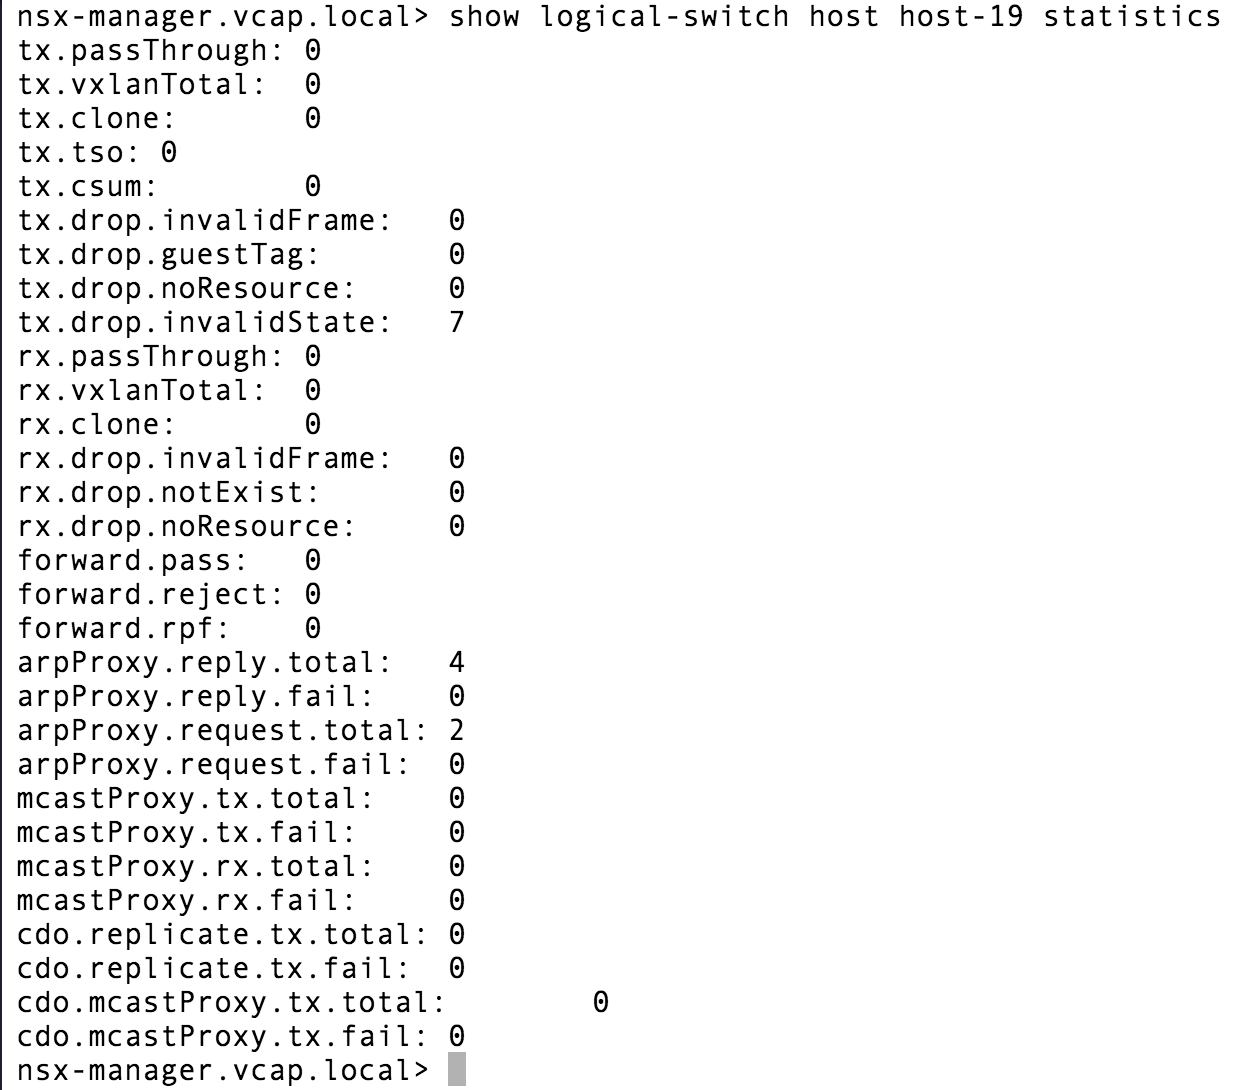 nsx-manager.vcap.local> show logical-switch host host-19 statistics
tx.passThrough: 0
tx.vxlanTotal:  0
tx.clone:       0
tx.tso: 0
tx.csum:        0
tx.drop.invalidFrame:   0
tx.drop.guestTag:       0
tx.drop.noResource:     0
tx.drop.invalidState:   7
rx.passThrough: 0
rx.vxlanTotal:  0
rx.clone:       0
rx.drop.invalidFrame:   0
rx.drop.notExist:       0
rx.drop.noResource:     0
forward.pass:   0
forward.reject: 0
forward.rpf:    0
arpProxy.reply.total:   4
arpProxy.reply.fail:    0
arpProxy.request.total: 2
arpProxy.request.fail:  0
mcastProxy.tx.total:    0
mcastProxy.tx.fail:     0
mcastProxy.rx.total:    0
mcastProxy.rx.fail:     0
cdo.replicate.tx.total: 0
cdo.replicate.tx.fail:  0
cdo.mcastProxy.tx.total:        0
cdo.mcastProxy.tx.fail: 0
nsx-manager.vcap.local>